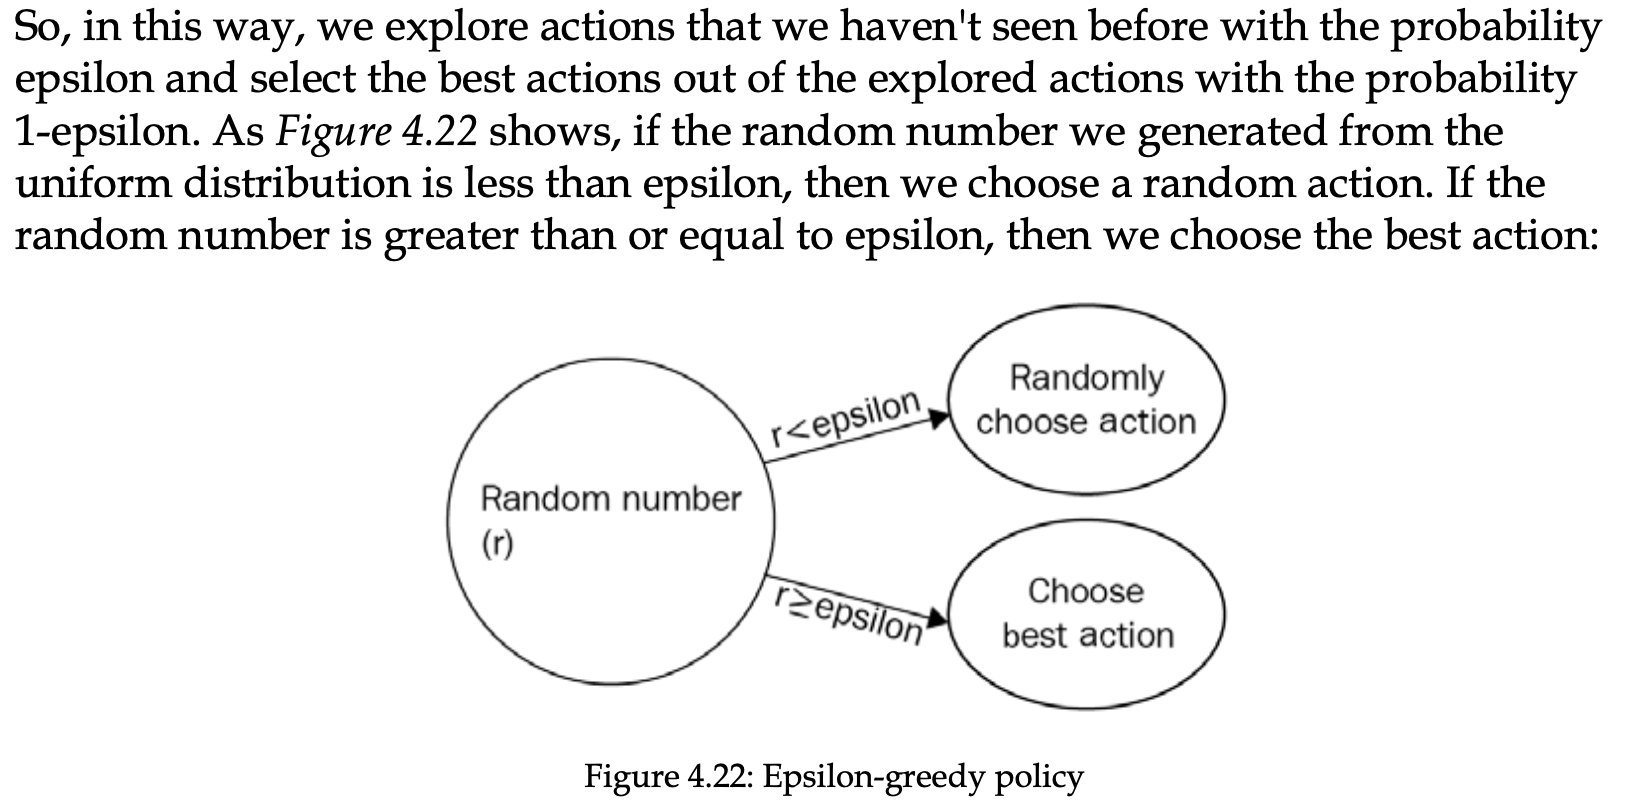 So, in this way, we explore actions that we haven't seen before with the probability
epsilon and select the best actions out of the explored actions with the probability
1-epsilon. As Figure 4.22 shows, if the random number we generated from the
uniform distribution is less than epsilon, then we choose a random action. If the
random number is greater than or equal to epsilon, then we choose the best action:
Random number
(r)
r<epsilon
Randomly
choose action
r≥epsilon
Choose
best action
Figure 4.22: Epsilon-greedy policy